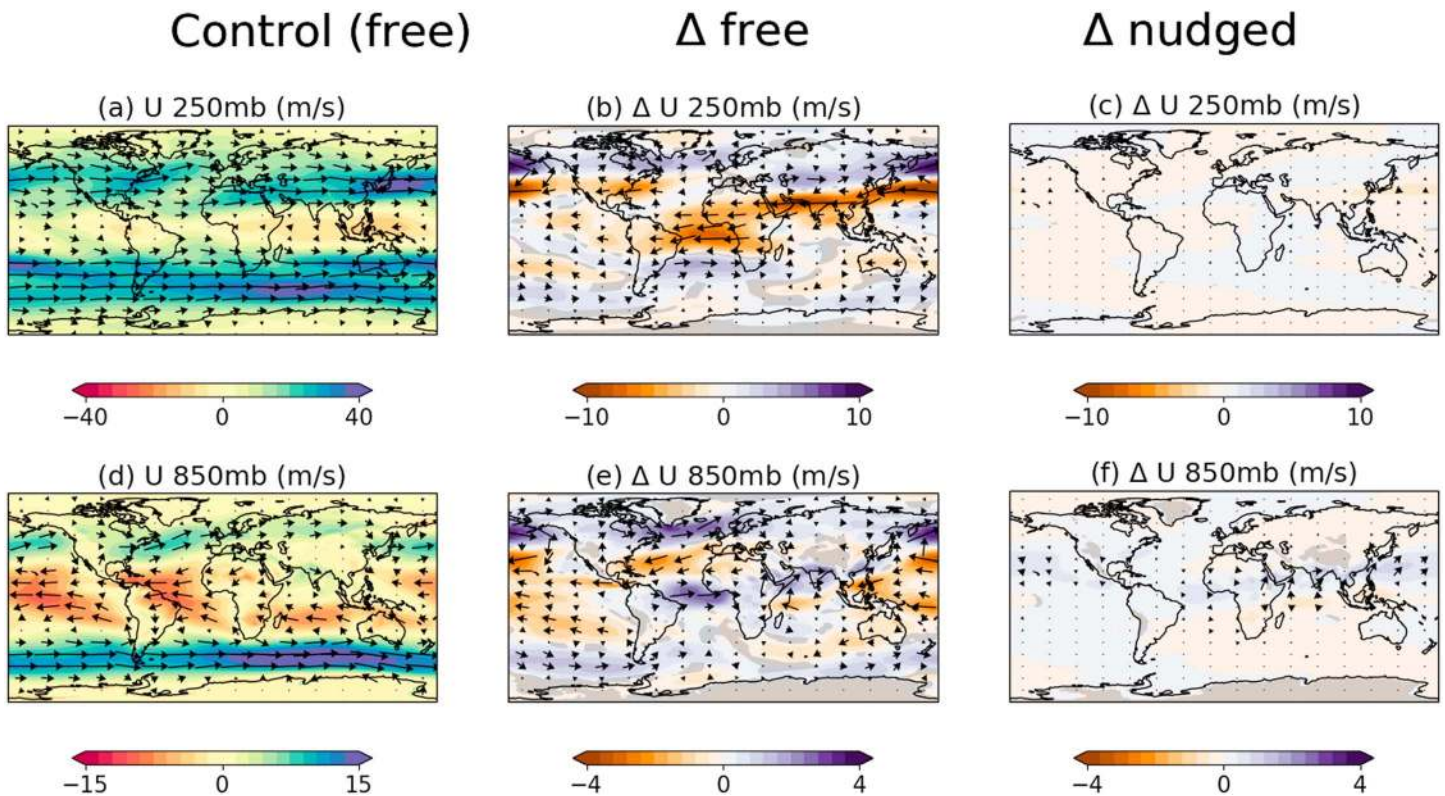 Control (free) Δ free Δ nudged
(a) U 250mb (m/s) (b) Δ U 250mb (m/s) (c) Δ U 250mb (m/s)
−40 0 40 −10 0 10 −10 0 10
(d) U 850mb (m/s) (e) Δ U 850mb (m/s) (f) Δ U 850mb (m/s)
−15 0 15 −4 0 4 −4 0 4